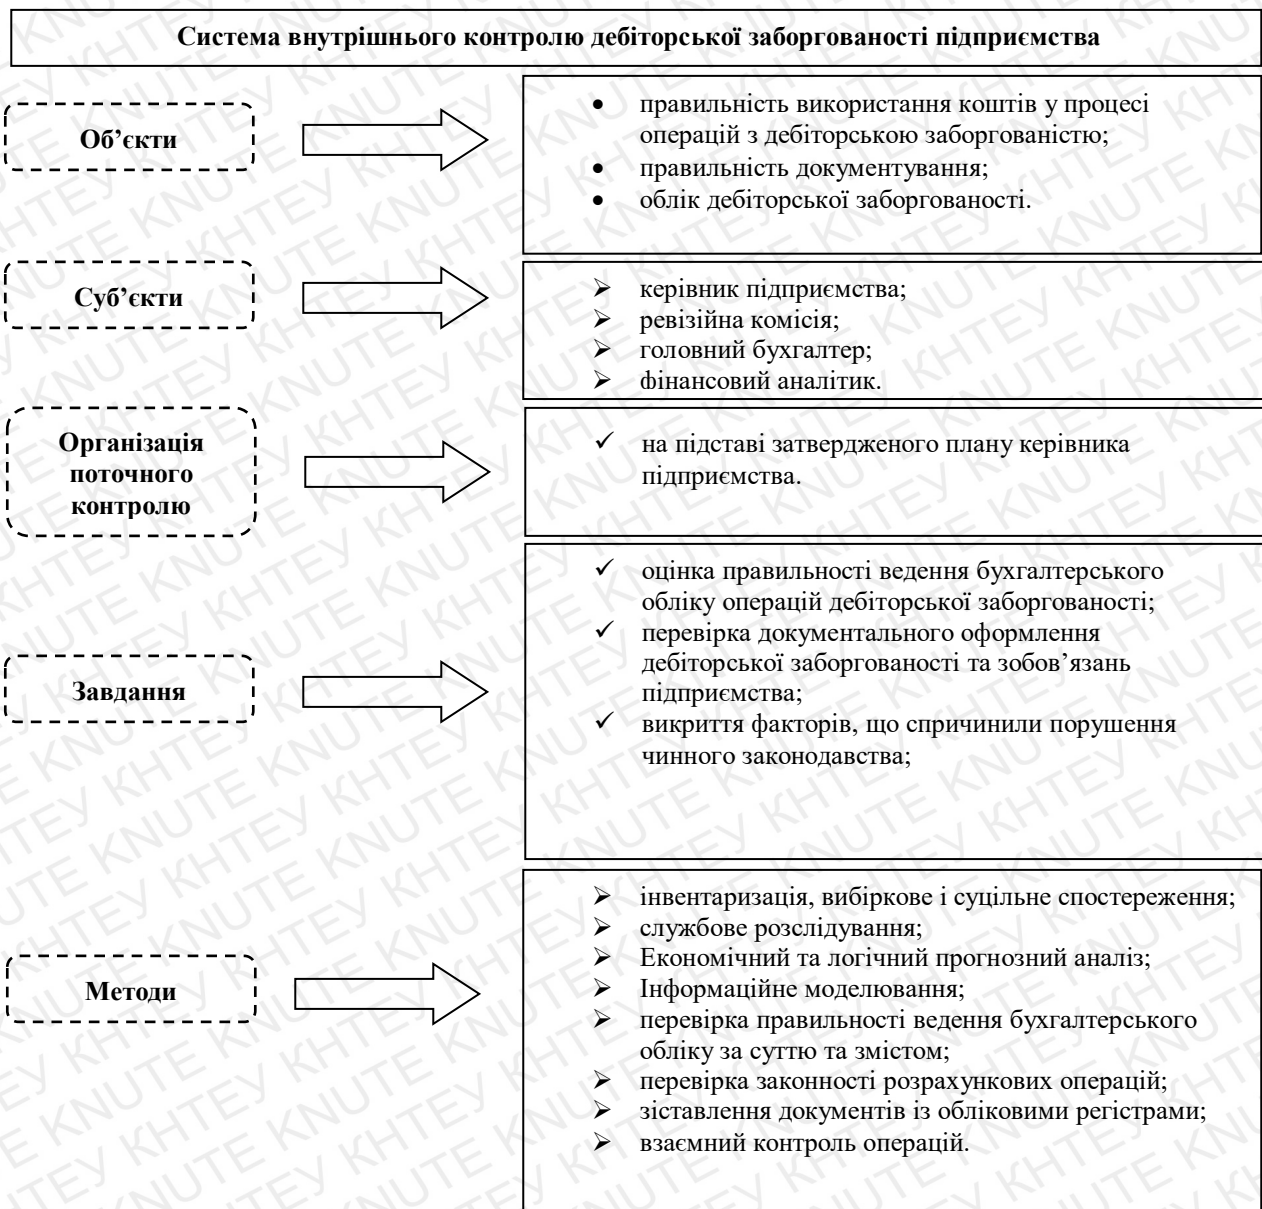 Система внутрішнього контролю дебіторської заборгованості підприємства
Об’єкти
• правильність використання коштів у процесі
операцій з дебіторською заборгованістю;
• правильність документування;
• облік дебіторської заборгованості.
Суб’єкти
➢ керівник підприємства;
➢ ревізійна комісія;
➢ головний бухгалтер;
➢ фінансовий аналітик.
Організація
поточного
контролю
✓ на підставі затвердженого плану керівника
підприємства.
Завдання
✓ оцінка правильності ведення бухгалтерського
обліку операцій дебіторської заборгованості;
✓ перевірка документального оформлення
дебіторської заборгованості та зобов’язань
підприємства;
✓ викриття факторів, що спричинили порушення
чинного законодавства;
Методи
➢ інвентаризація, вибіркове і суцільне спостереження;
➢ службове розслідування;
➢ Економічний та логічний прогнозний аналіз;
➢ Інформаційне моделювання;
➢ перевірка правильності ведення бухгалтерського
обліку за суттю та змістом;
➢ перевірка законності розрахункових операцій;
➢ зіставлення документів із обліковими регістрами;
➢ взаємний контроль операцій.